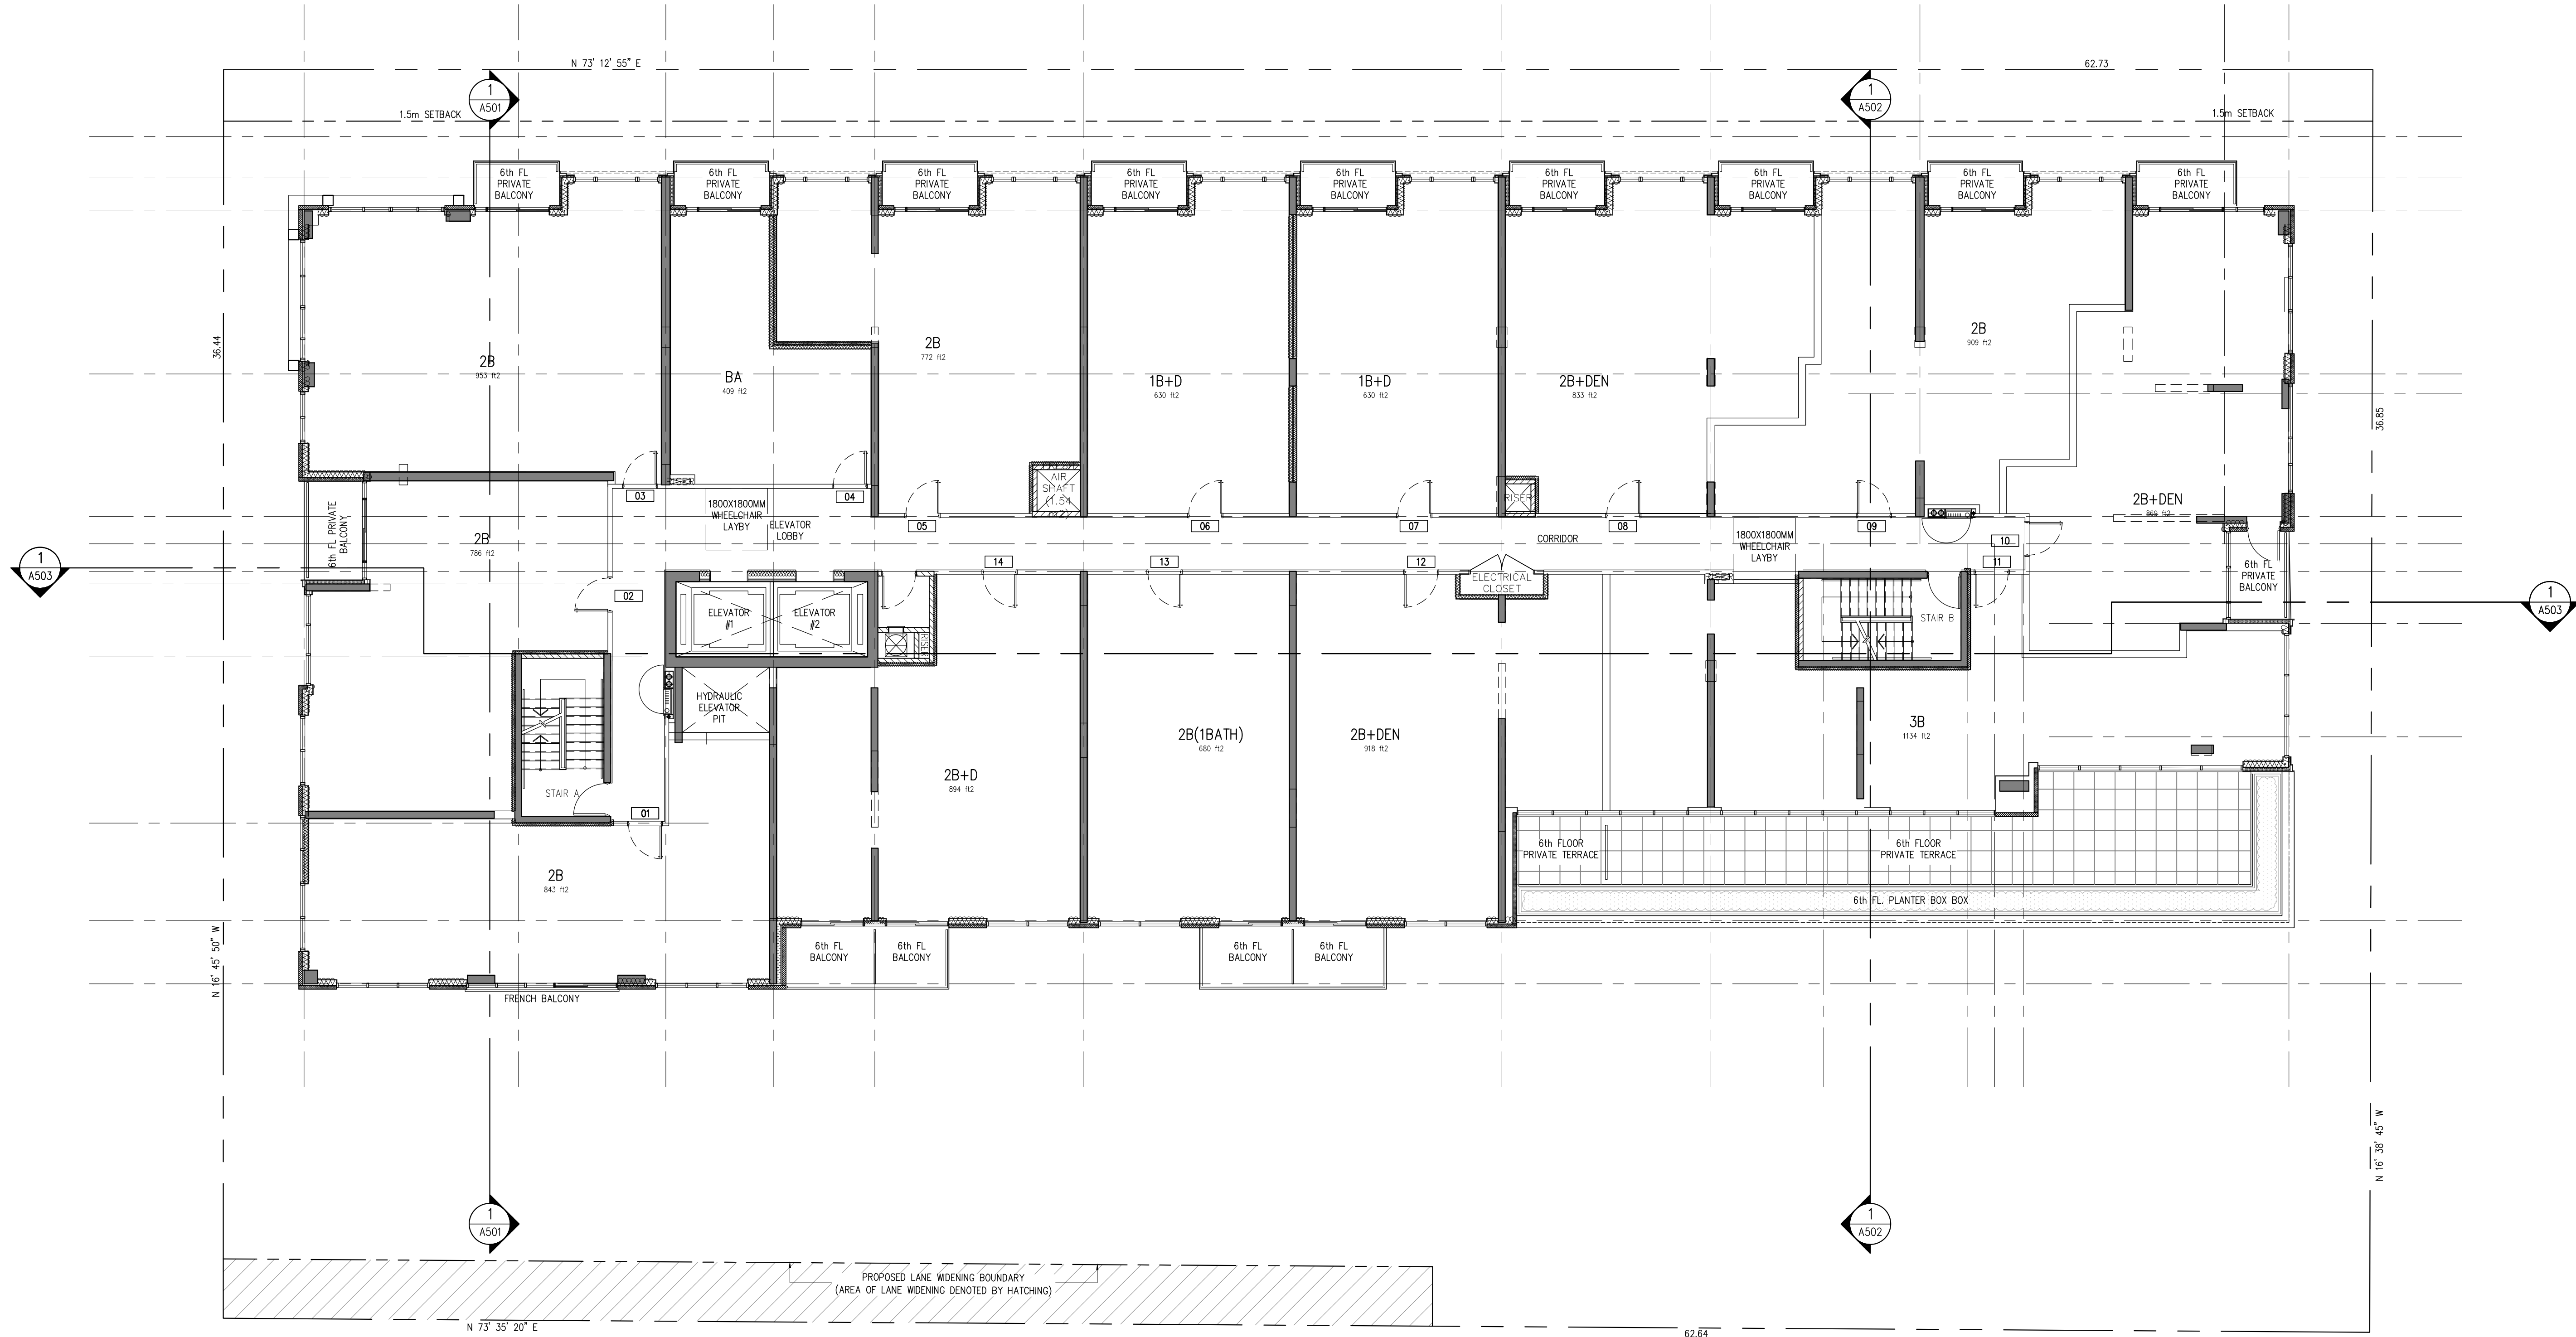 N 73' 12' 55" E
62.73
1
A501
1
A502
1.5m SETBACK
1.5m SETBACK
6th FL
PRIVATE
BALCONY
6th FL
PRIVATE
BALCONY
6th FL
PRIVATE
BALCONY
6th FL
PRIVATE
BALCONY
6th FL
PRIVATE
BALCONY
6th FL
PRIVATE
BALCONY
6th FL
PRIVATE
BALCONY
6th FL
PRIVATE
BALCONY
6th FL
PRIVATE
BALCONY
36.44
2B
953 ft2
BA
409 ft2
2B
772 ft2
1B+D
630 ft2
1B+D
630 ft2
2B+DEN
833 ft2
2B
909 ft2
36.85
2B+DEN
869 ft2
RISER
AIR
SHAFT
(1.54
m2)
RISER
03
04
05
06
07
08
09
10
11
1800X1800MM
WHEELCHAIR
LAYBY
ELEVATOR
LOBBY
CORRIDOR
1800X1800MM
WHEELCHAIR
LAYBY
6th FL PRIVATE
BALCONY
2B
786 ft2
1
A503
14
13
12
ELECTRICAL
CLOSET
RISER
6th FL
PRIVATE
BALCONY
1
A503
02
ELEVATOR
#1
ELEVATOR
#2
RISER
STAIR B
HYDRAULIC
ELEVATOR
PIT
2B+D
894 ft2
2B(1BATH)
680 ft2
2B+DEN
918 ft2
3B
1134 ft2
STAIR A
01
2B
843 ft2
6th FLOOR
PRIVATE TERRACE
6th FLOOR
PRIVATE TERRACE
6th FL. PLANTER BOX BOX
6th FL
BALCONY
6th FL
BALCONY
6th FL
BALCONY
6th FL
BALCONY
FRENCH BALCONY
N 16' 45' 50" W
N 16' 38' 45" W
1
A501
1
A502
PROPOSED LANE WIDENING BOUNDARY
(AREA OF LANE WIDENING DENOTED BY HATCHING)
N 73' 35' 20" E
62.64